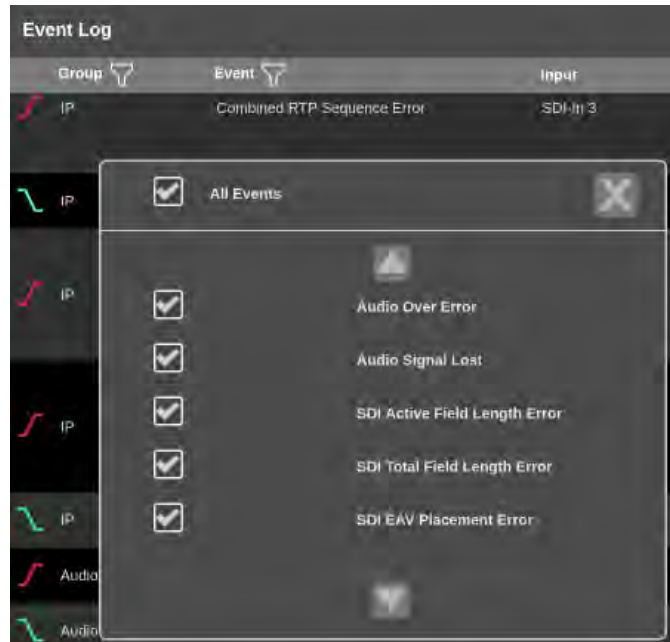 Event Log
Group Event Input
IP Combined RTP Sequence Error SDI-In 3
IP
All Events
IP
Audio Over Error
Audio Signal Lost
SDI Active Field Length Error
IP
SDI Total Field Length Error
IP
SDI EAV Placement Error
Audio
Audio